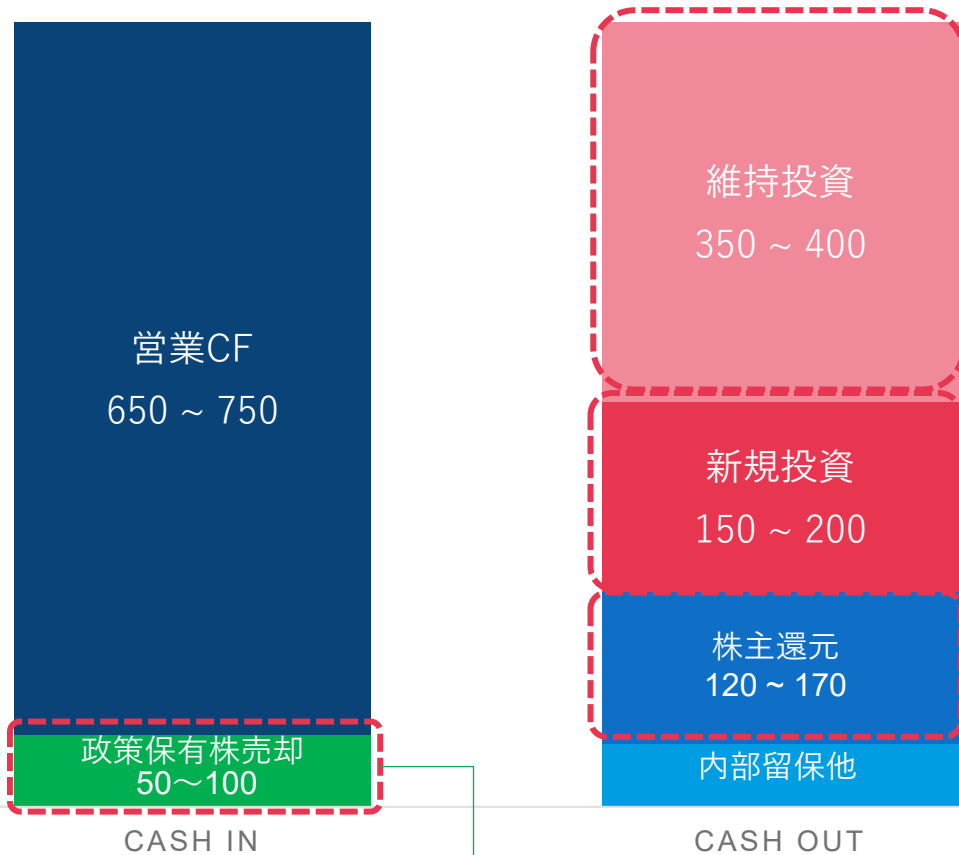 営業CF
650 ~ 750
政策保有株売却
50～100
CASH IN
維持投資
350 ~ 400
新規投資
150 ~ 200
株主還元
120 ~ 170
内部留保他
CASH OUT